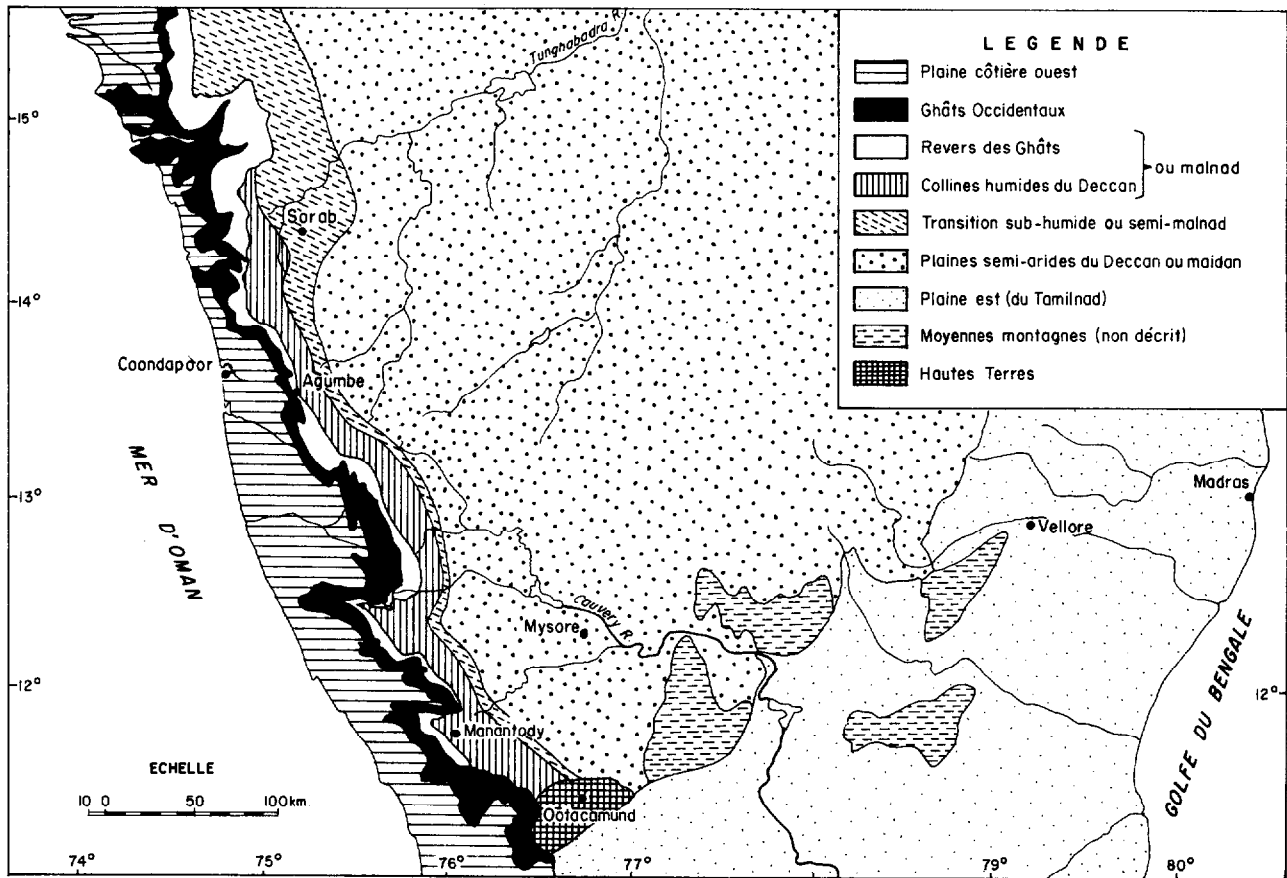 LEGENDE
Plaine côtière ouest
Ghâts Occidentaux
Revers des Ghâts
ou malnad
Collines humides du Deccan
Transition sub-humide ou semi-malnad
Plaines semi-arides du Deccan ou maidan
Plaine est (du Tamilnad)
Moyennes montagnes (non décrit)
Hautes Terres
Tunghabadra R.
15°
Sorab
14°
Coondapoor
Agumbe
MER D'OMAN
13°
Madras
Vellore
Cauvery R.
Mysore
12°
12°
Manantody
GOLFE DU BENGALE
ECHELLE
10 0 50 100 km.
Ootacamund
74° 75° 76° 77° 79° 80°